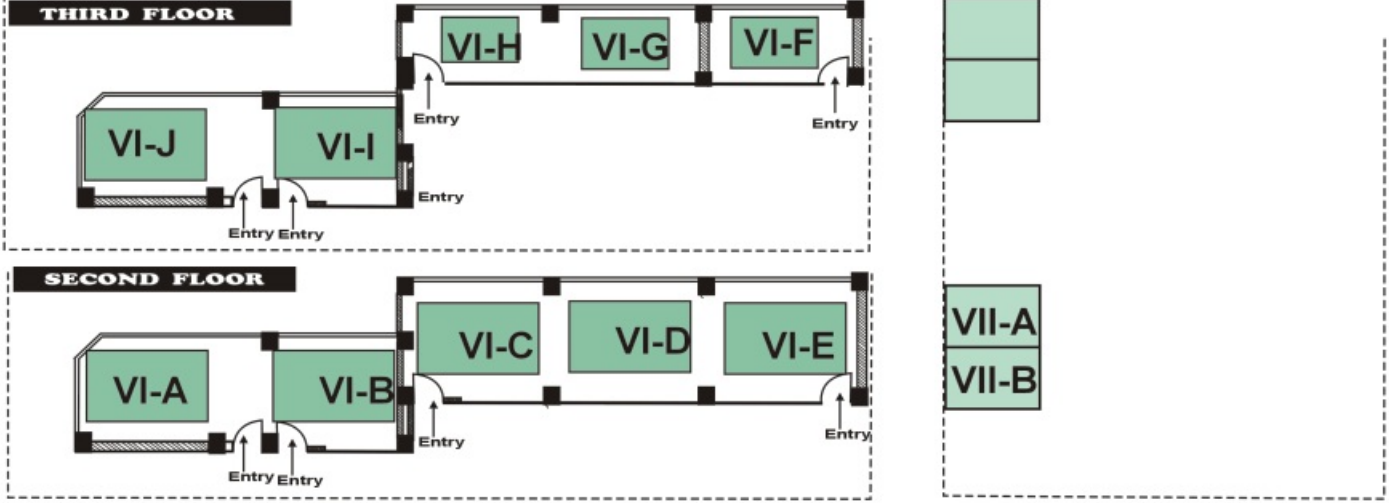 THIRD FLOOR
VI-H VI-G VI-F
Entry Entry
VI-J VI-I
Entry
Entry Entry
SECOND FLOOR
VI-C VI-D VI-E
VI-A VI-B
Entry Entry
Entry Entry
VII-A
VII-B